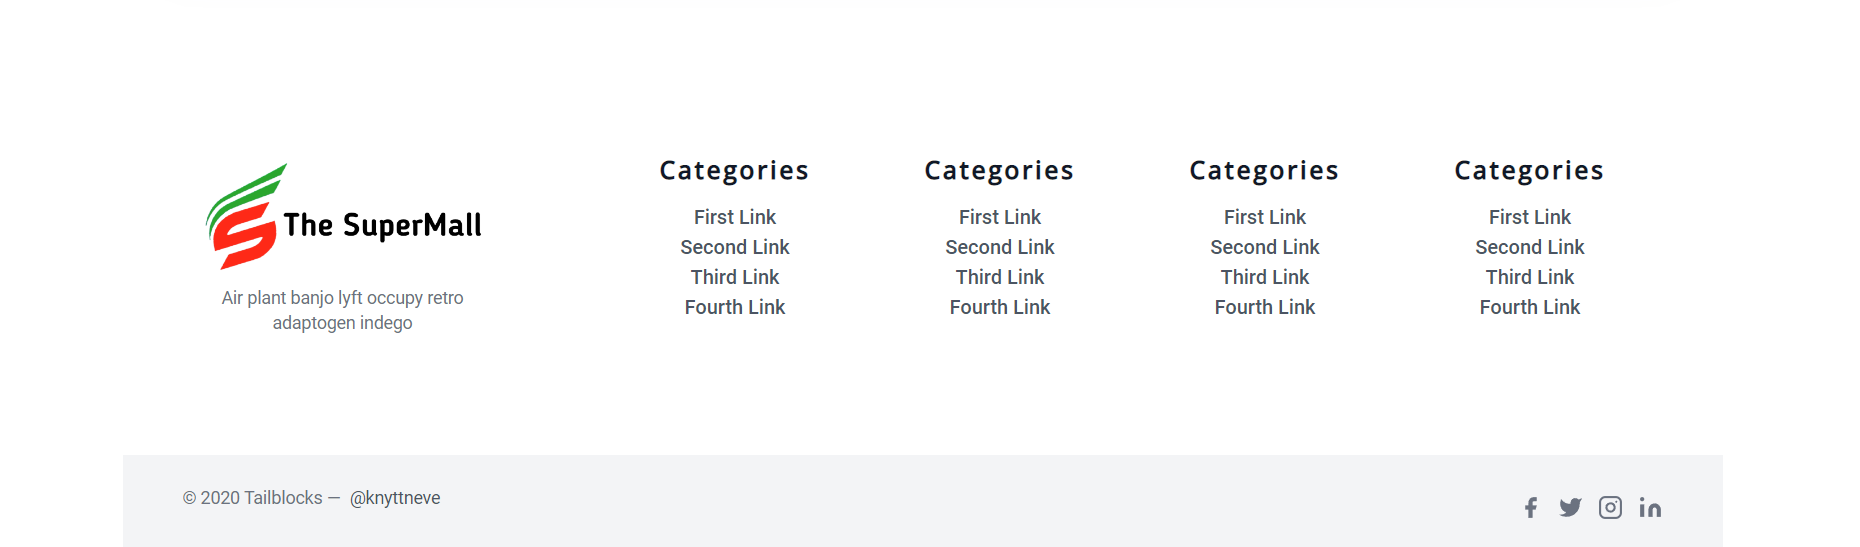 The SuperMall
Air plant banjo lyft occupy retro
adaptogen indego
Categories
First Link
Second Link
Third Link
Fourth Link
Categories
First Link
Second Link
Third Link
Fourth Link
Categories
First Link
Second Link
Third Link
Fourth Link
Categories
First Link
Second Link
Third Link
Fourth Link
© 2020 Tailblocks — @knyttneve